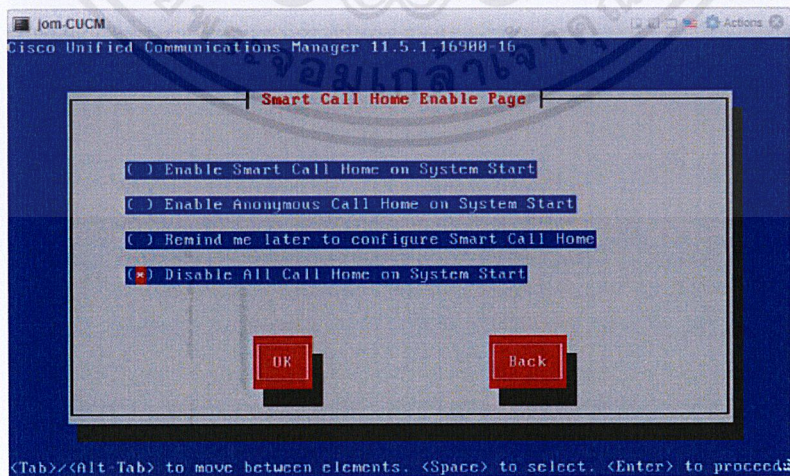 jom-CUCM
Actions
Cisco Unified Communications Manager 11.5.1.16900-16
Smart Call Home Enable Page
( ) Enable Smart Call Home on System Start
( ) Enable Anonymous Call Home on System Start
( ) Remind me later to configure Smart Call Home
(*) Disable All Call Home on System Start
OK
Back
<Tab>/<Alt-Tab> to move between elements. <Space> to select. <Enter> to proceed